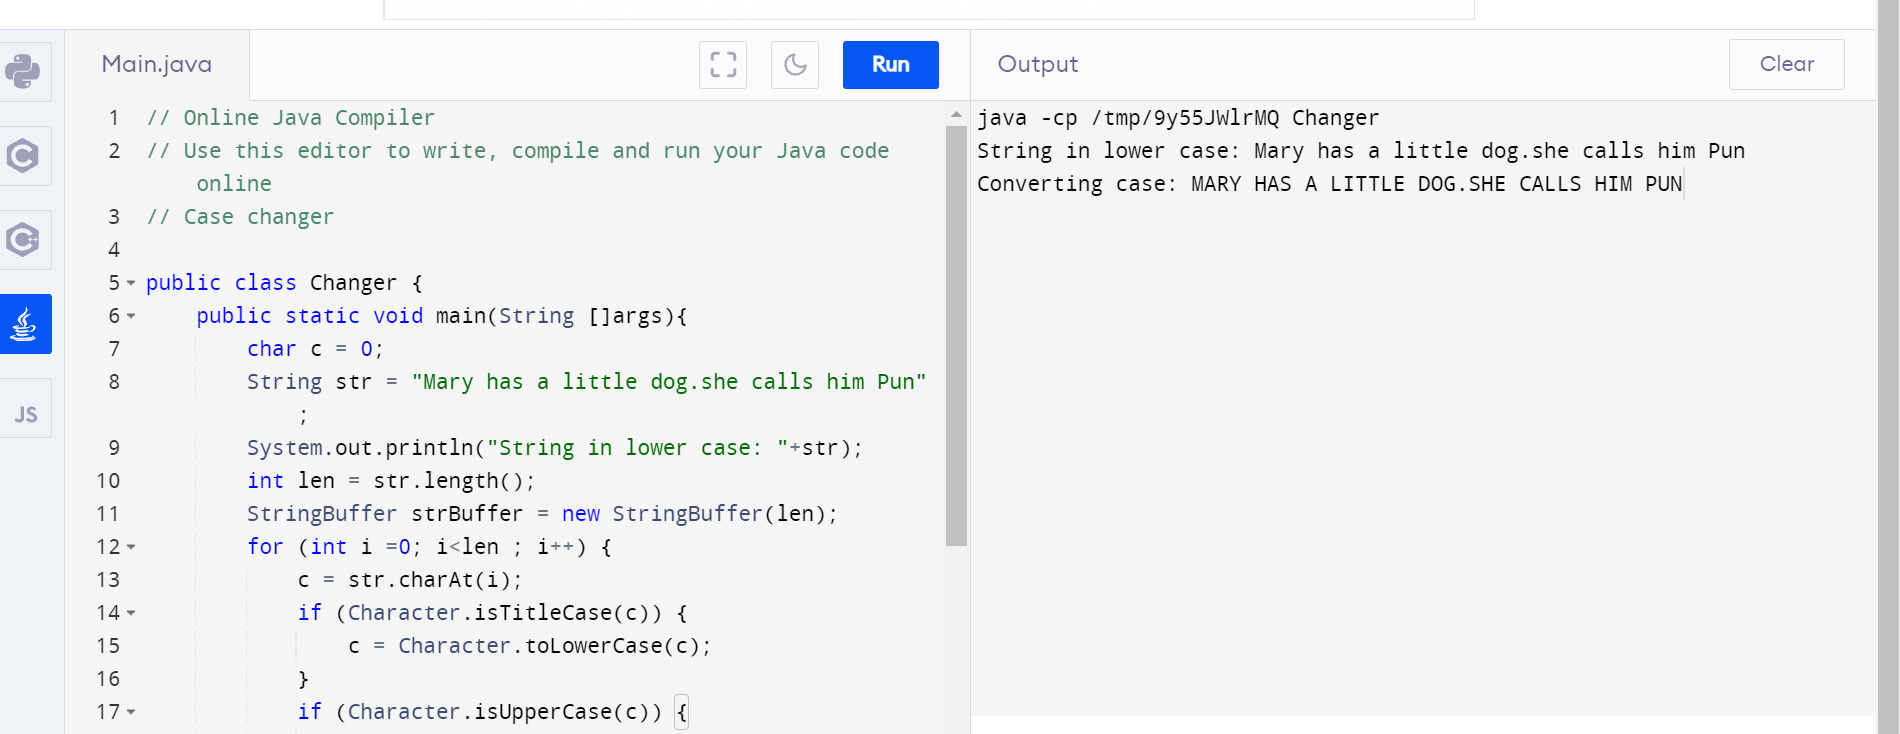 Main.java
Run
1 // Online Java Compiler
2 // Use this editor to write, compile and run your Java code
online
3 // Case changer
4
5 public class Changer {
6 public static void main(String []args){
7 char c = 0;
8 String str = "Mary has a little dog.she calls him Pun"
;
9 System.out.println("String in lower case: "+str);
10 int len = str.length();
11 StringBuffer strBuffer = new StringBuffer(len);
12 for (int i =0; i<len ; i++) {
13 c = str.charAt(i);
14 if (Character.isTitleCase(c)) {
15 c = Character.toLowerCase(c);
16 }
17 if (Character.isUpperCase(c)) {
Output
Clear
java -cp /tmp/9y55JWlrMQ Changer
String in lower case: Mary has a little dog.she calls him Pun
Converting case: MARY HAS A LITTLE DOG.SHE CALLS HIM PUN
C
C++
JS